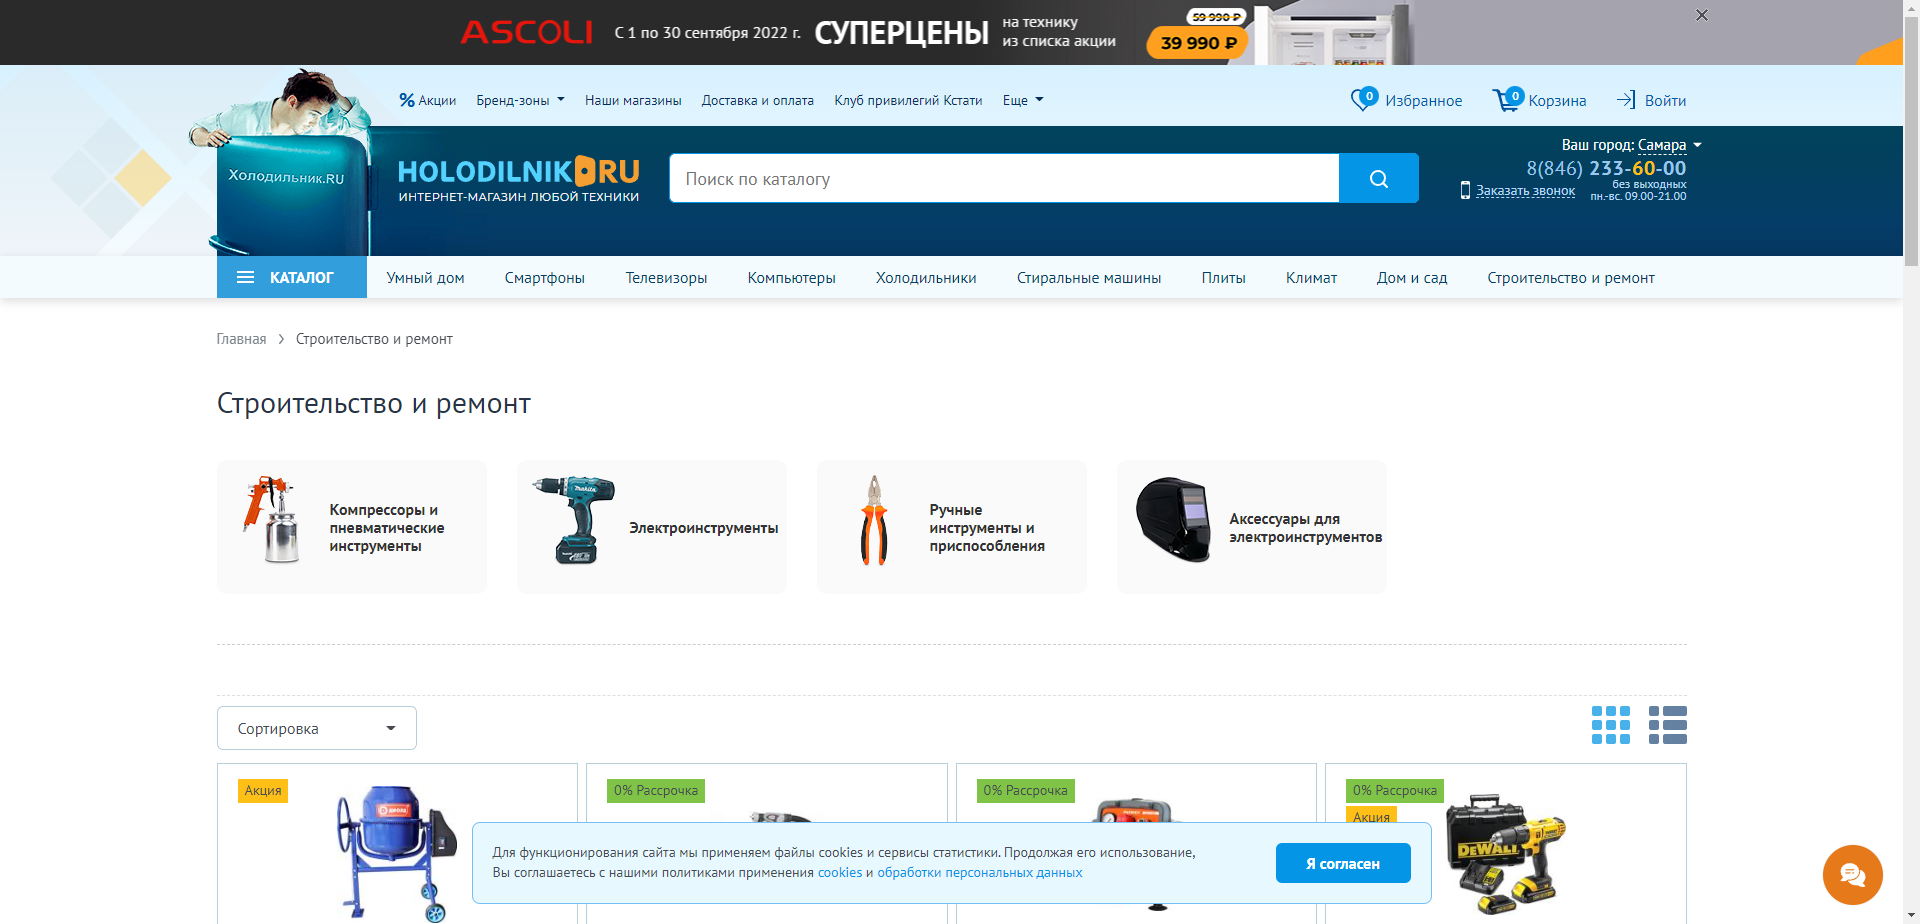 ASCOLI
С 1 по 30 сентября 2022 г.
СУПЕРЦЕНЫ
на технику
из списка акции
59 990 ₽
39 990 ₽
% Акции
Бренд-зоны
Наши магазины
Доставка и оплата
Клуб привилегий Кстати
Еще
0
Избранное
0
Корзина
Войти
Холодильник.RU
HOLODILNIK.RU
ИНТЕРНЕТ-МАГАЗИН ЛЮБОЙ ТЕХНИКИ
Поиск по каталогу
Ваш город: Самара
8(846) 233-60-00
Заказать звонок
без выходных
пн.-вс. 09.00-21.00
КАТАЛОГ
Умный дом
Смартфоны
Телевизоры
Компьютеры
Холодильники
Стиральные машины
Плиты
Климат
Дом и сад
Строительство и ремонт
Главная
Строительство и ремонт
Строительство и ремонт
Компрессоры и
пневматические
инструменты
makita
Электроинструменты
Ручные
инструменты и
приспособления
Аксессуары для
электроинструментов
Сортировка
Акция
0% Рассрочка
0% Рассрочка
0% Рассрочка
Акция
DEWALT
Для функционирования сайта мы применяем файлы cookies и сервисы статистики. Продолжая его использование,
Вы соглашаетесь с нашими политиками применения cookies и обработки персональных данных
Я согласен